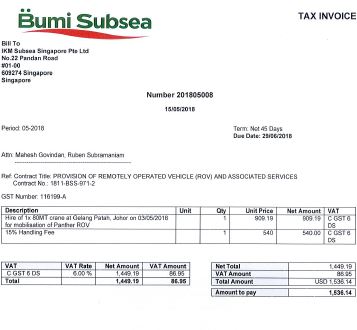 Bumi Subsea
TAX INVOICE
Bill To
IKM Subsea Singapore Pte Ltd
No.22 Pandan Road
#01-00
609274 Singapore
Singapore
Number 201805008
15/05/2018
Period: 05-2018
Term: Net 45 Days
Due Date: 29/06/2018
Attn: Mahesh Govindan, Ruben Subramaniam
Ref: Contract Title: PROVISION OF REMOTELY OPERATED VEHICLE (ROV) AND ASSOCIATED SERVICES
Contract No.: 1811-BSS-971-2
GST Number: 116199-A
Description Unit Qty Unit Price Net Amount VAT
Hire of 1x 80MT crane at Gelang Patah, Johor on 03/05/2018 1 909.19 909.19 C GST 6
for mobilisation of Panther ROV DS
15% Handling Fee 1 540 540.00 C GST 6
DS
VAT VAT Rate Net Amount VAT Amount
C GST 6 DS 6.00 % 1,449.19 86.95
Total 1,449.19 86.95
Net Total 1,449.19
VAT Amount 86.95
Total Amount USD 1,536.14
Amount to pay 1,536.14